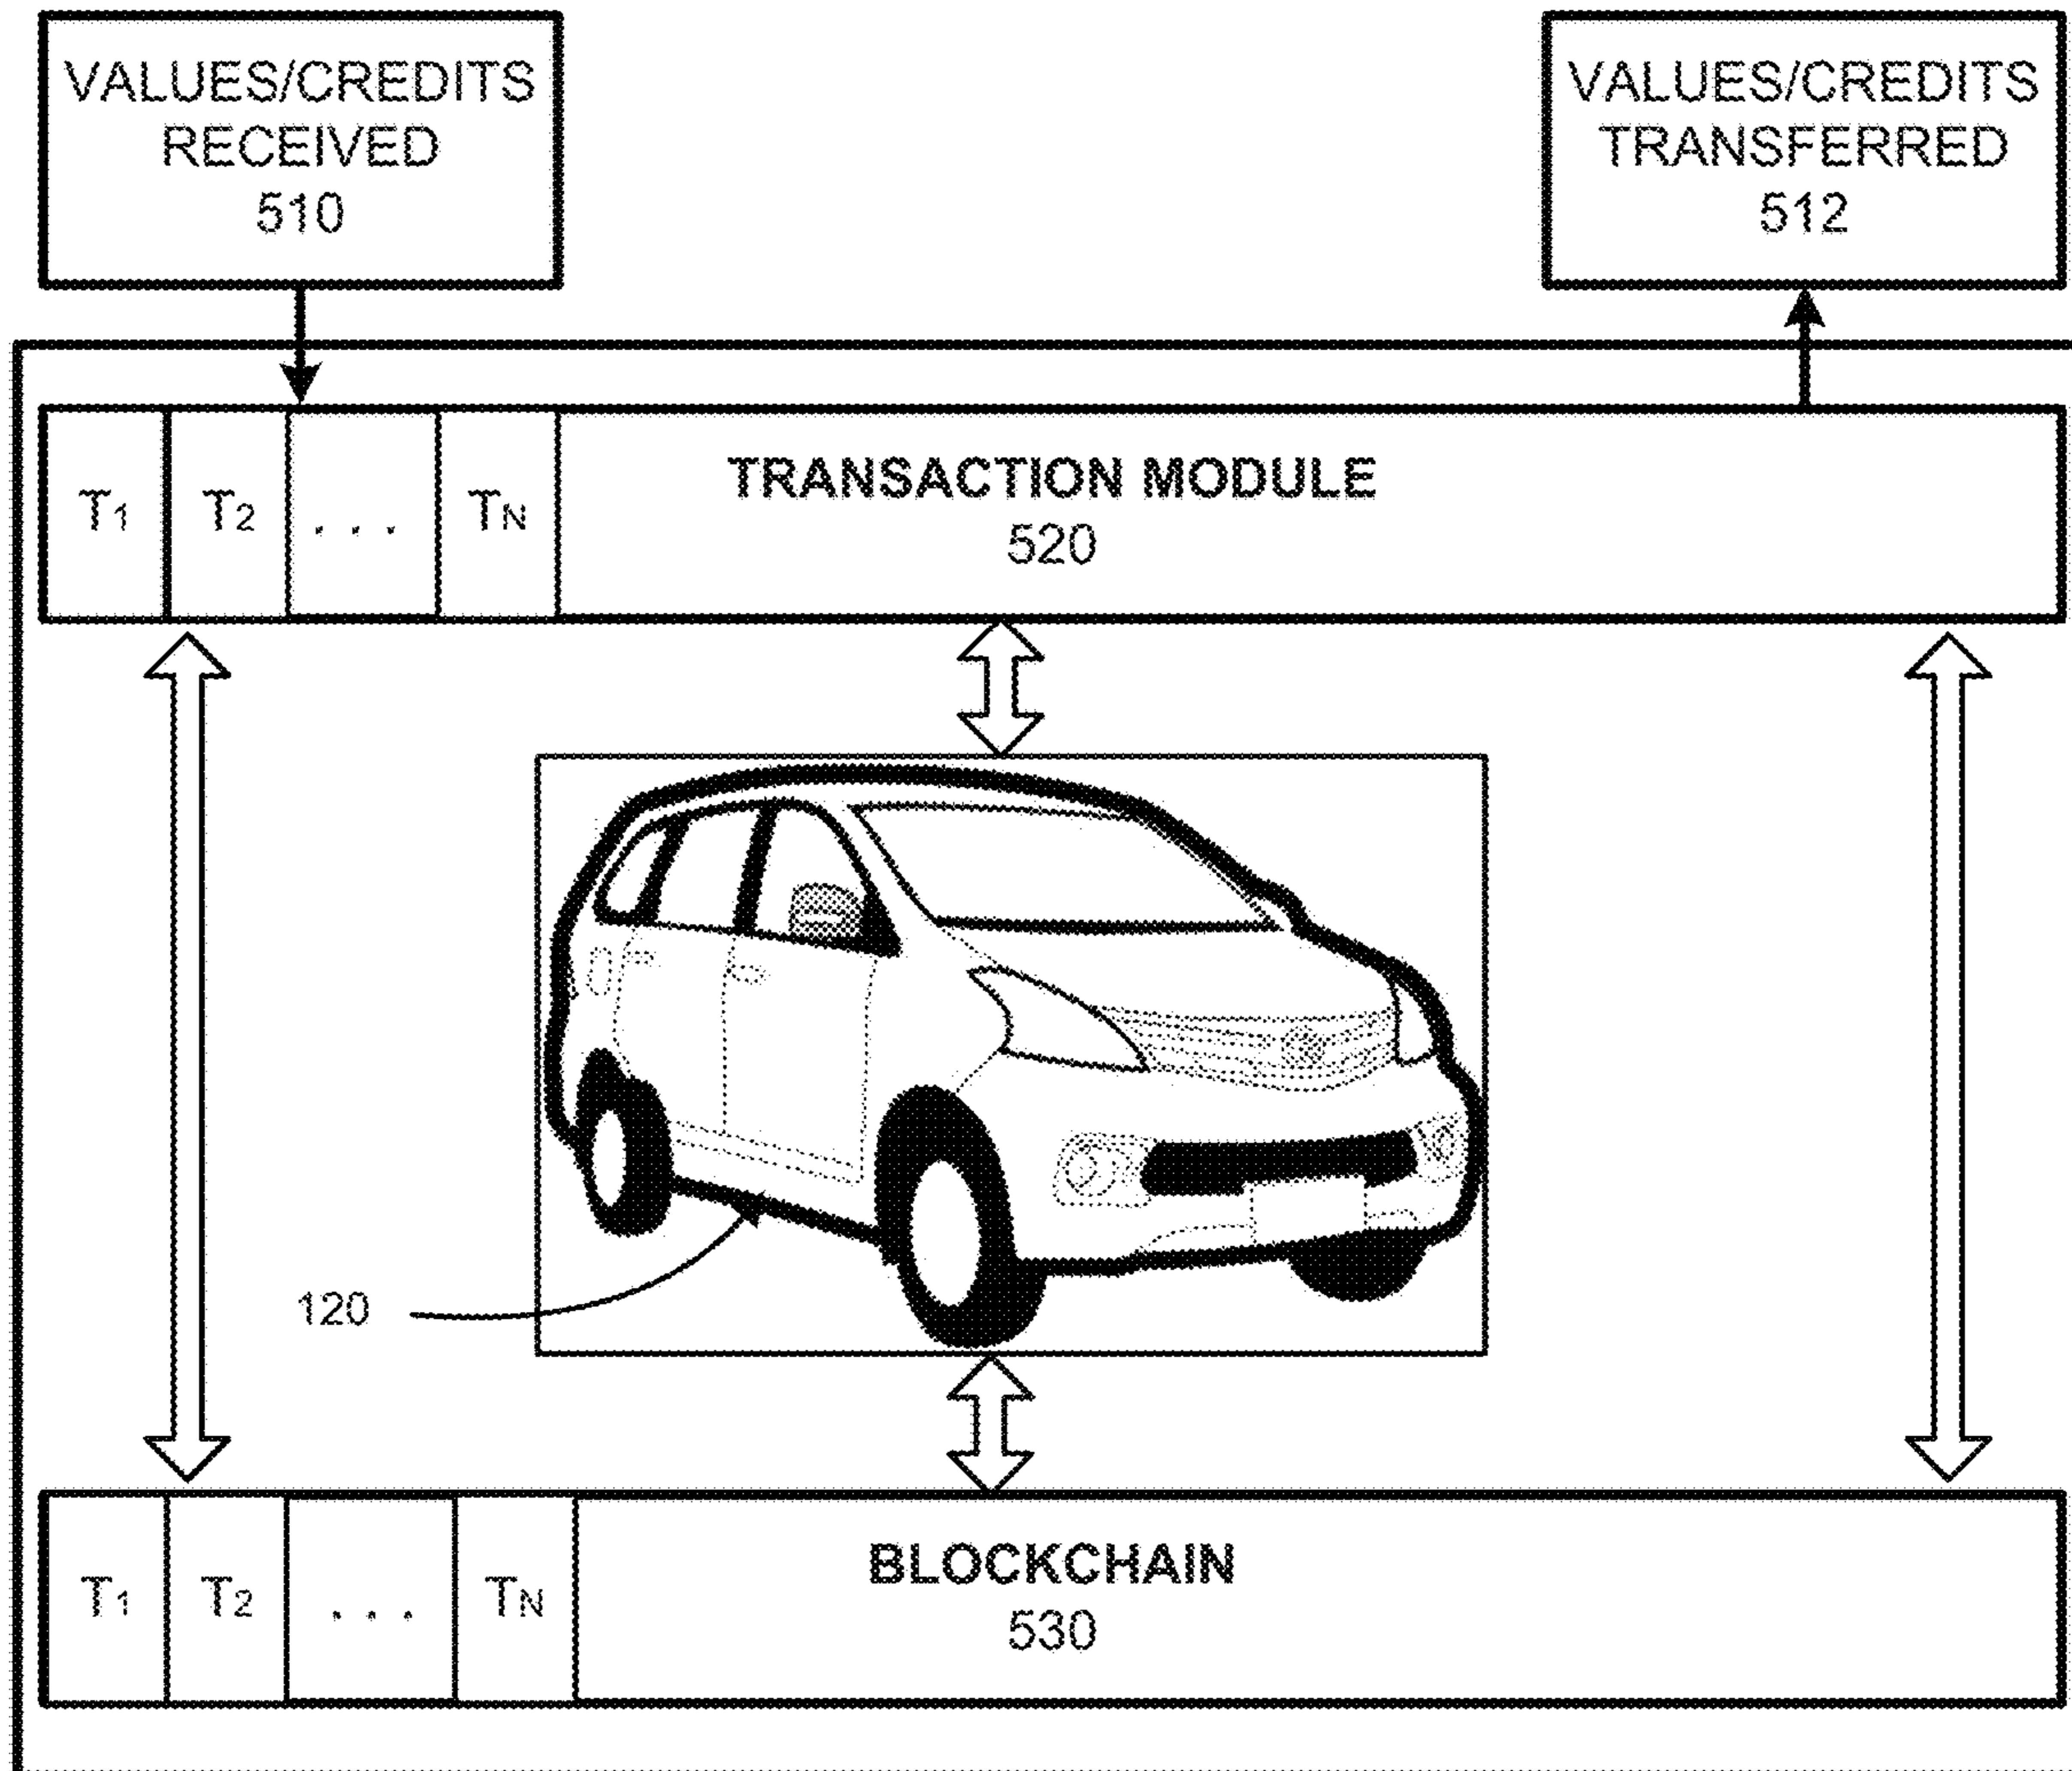 VALUES/CREDITS
RECEIVED
510
VALUES/CREDITS
TRANSFERRED
512
T1 T2 . . . TN
TRANSACTION MODULE
520
120
T1 T2 . . . TN
BLOCKCHAIN
530